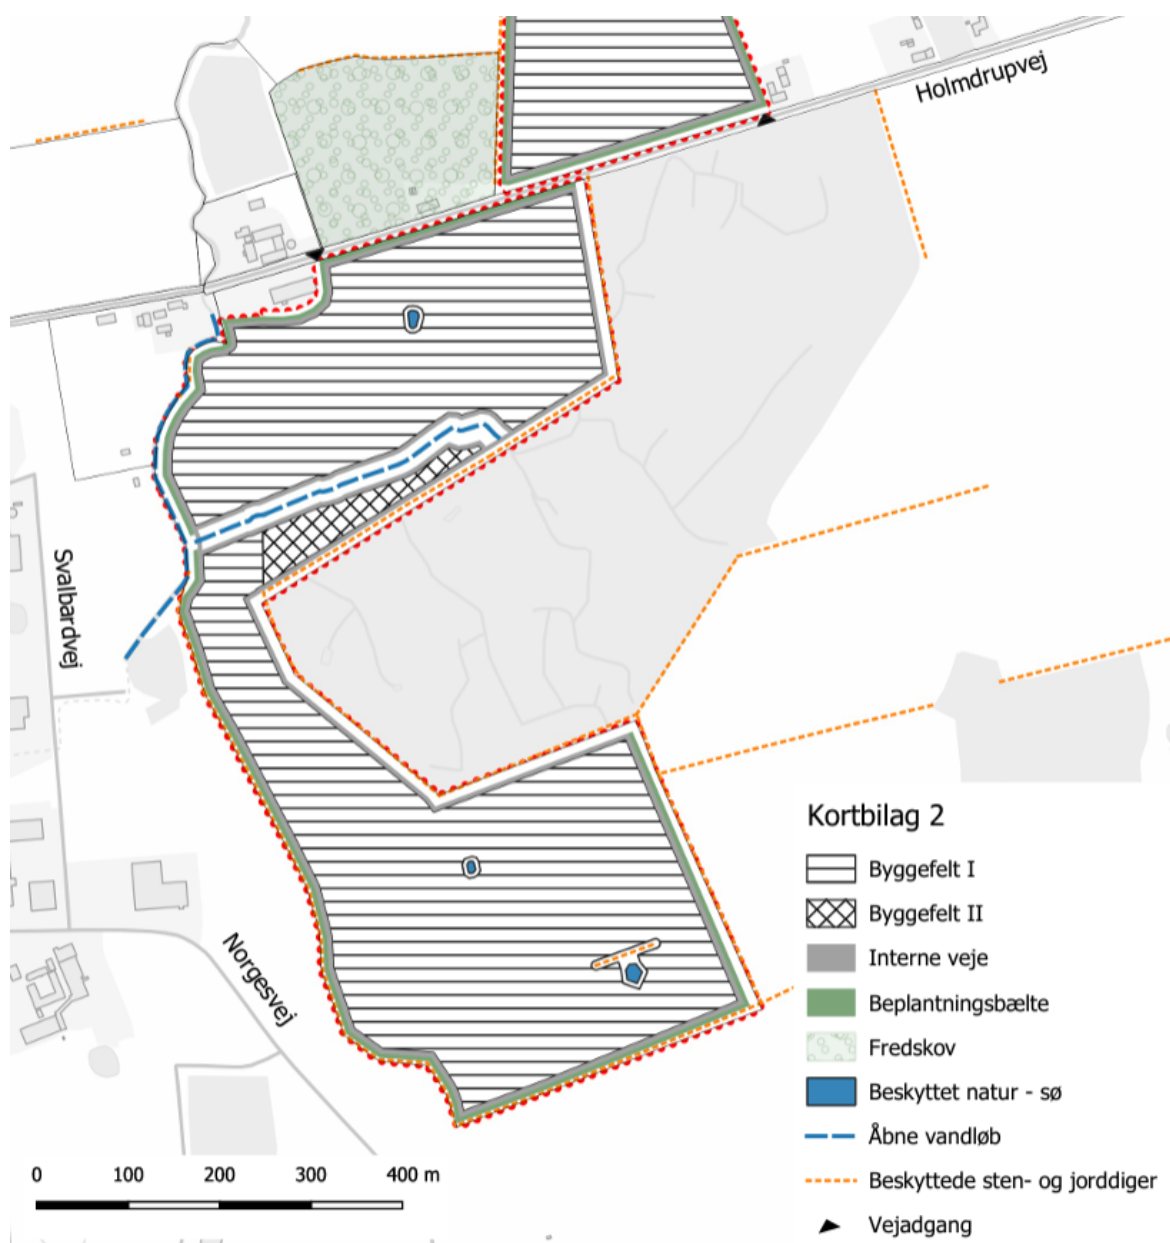 Holmdrupvej
Svalbardvej
Norgesvej
Kortbilag 2
Byggefelt I
Byggefelt II
Interne veje
Beplantningsbælte
Fredskov
Beskyttet natur - sø
Åbne vandløb
Beskyttede sten- og jorddiger
Vejadgang
0 100 200 300 400 m